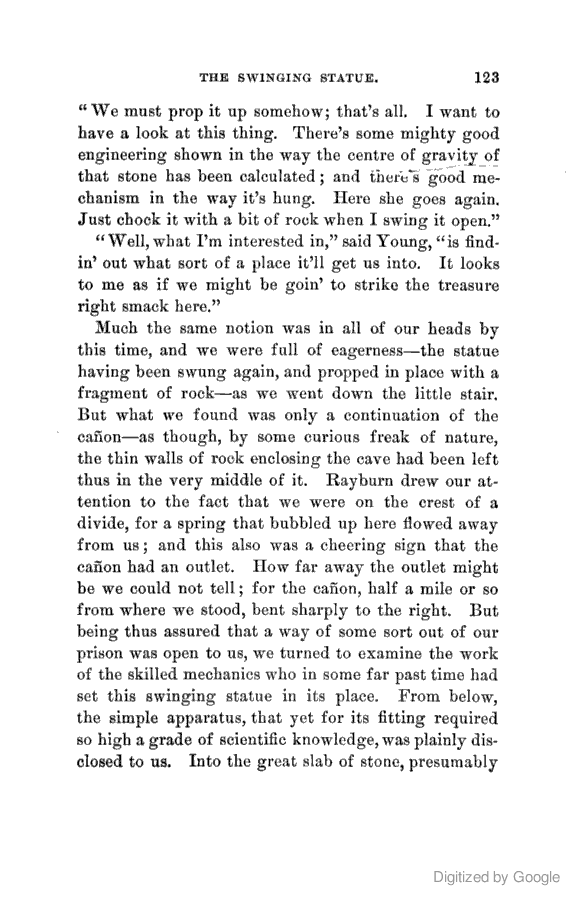 THE SWINGING STATUE. 123
“We must prop it up somehow; that's all. I want to
have a look at this thing. There's some mighty good
engineering shown in the way the centre of gravity of
that stone has been calculated; and there's good me-
chanism in the way it's hung. Here she goes again.
Just chock it with a bit of rock when I swing it open.”
“Well, what I'm interested in,” said Young, “is find-
in' out what sort of a place it'll get us into. It looks
to me as if we might be goin' to strike the treasure
right smack here.”
Much the same notion was in all of our heads by
this time, and we were full of eagerness—the statue
having been swung again, and propped in place with a
fragment of rock—as we went down the little stair.
But what we found was only a continuation of the
cañon—as though, by some curious freak of nature,
the thin walls of rock enclosing the cave had been left
thus in the very middle of it. Rayburn drew our at-
tention to the fact that we were on the crest of a
divide, for a spring that bubbled up here flowed away
from us; and this also was a cheering sign that the
cañon had an outlet. How far away the outlet might
be we could not tell; for the cañon, half a mile or so
from where we stood, bent sharply to the right. But
being thus assured that a way of some sort out of our
prison was open to us, we turned to examine the work
of the skilled mechanics who in some far past time had
set this swinging statue in its place. From below,
the simple apparatus, that yet for its fitting required
so high a grade of scientific knowledge, was plainly dis-
closed to us. Into the great slab of stone, presumably
Digitized by Google